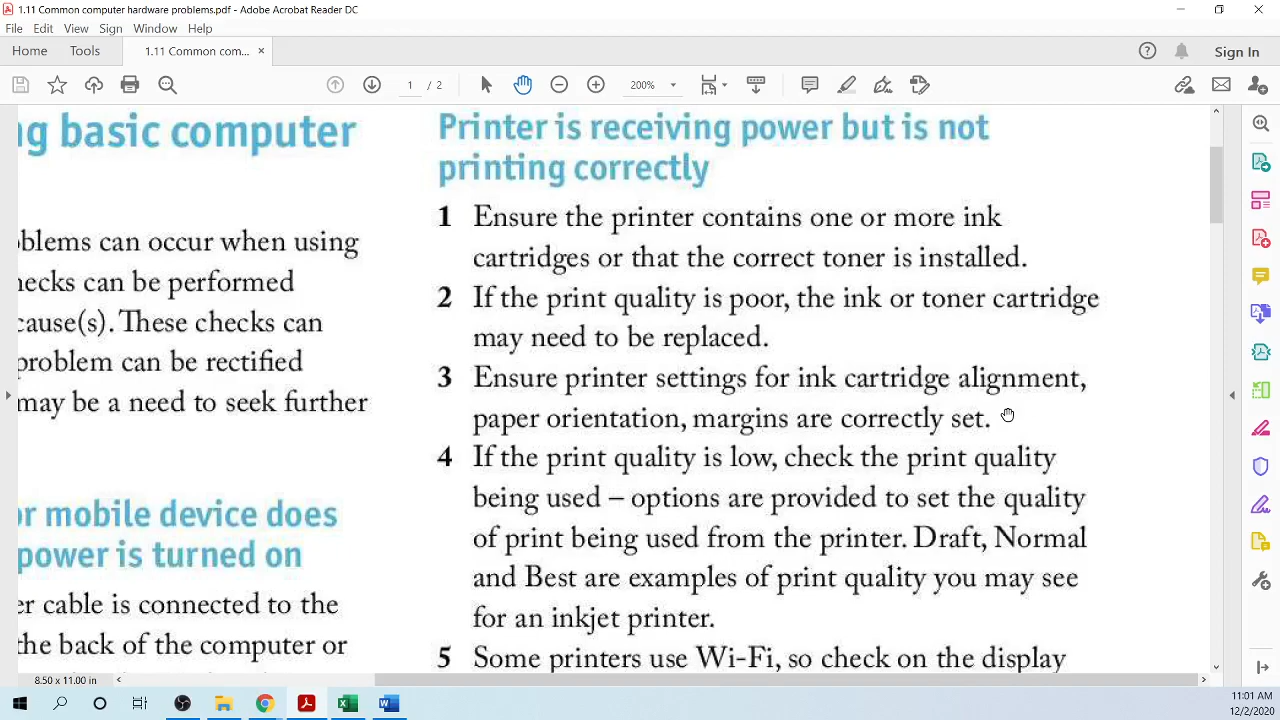 1.11 Common computer hardware problems.pdf - Adobe Acrobat Reader DC
File Edit View Sign Window Help
Home Tools 1.11 Common com... × Sign In
1 / 2 200%
ng basic computer
oblems can occur when using
hecks can be performed
cause(s). These checks can
problem can be rectified
may be a need to seek further
or mobile device does
power is turned on
er cable is connected to the
the back of the computer or
Printer is receiving power but is not
printing correctly
1 Ensure the printer contains one or more ink
cartridges or that the correct toner is installed.
2 If the print quality is poor, the ink or toner cartridge
may need to be replaced.
3 Ensure printer settings for ink cartridge alignment,
paper orientation, margins are correctly set.
4 If the print quality is low, check the print quality
being used – options are provided to set the quality
of print being used from the printer. Draft, Normal
and Best are examples of print quality you may see
for an inkjet printer.
5 Some printers use Wi-Fi, so check on the display
8.50 x 11.00 in
11:01 AM
12/2/2020